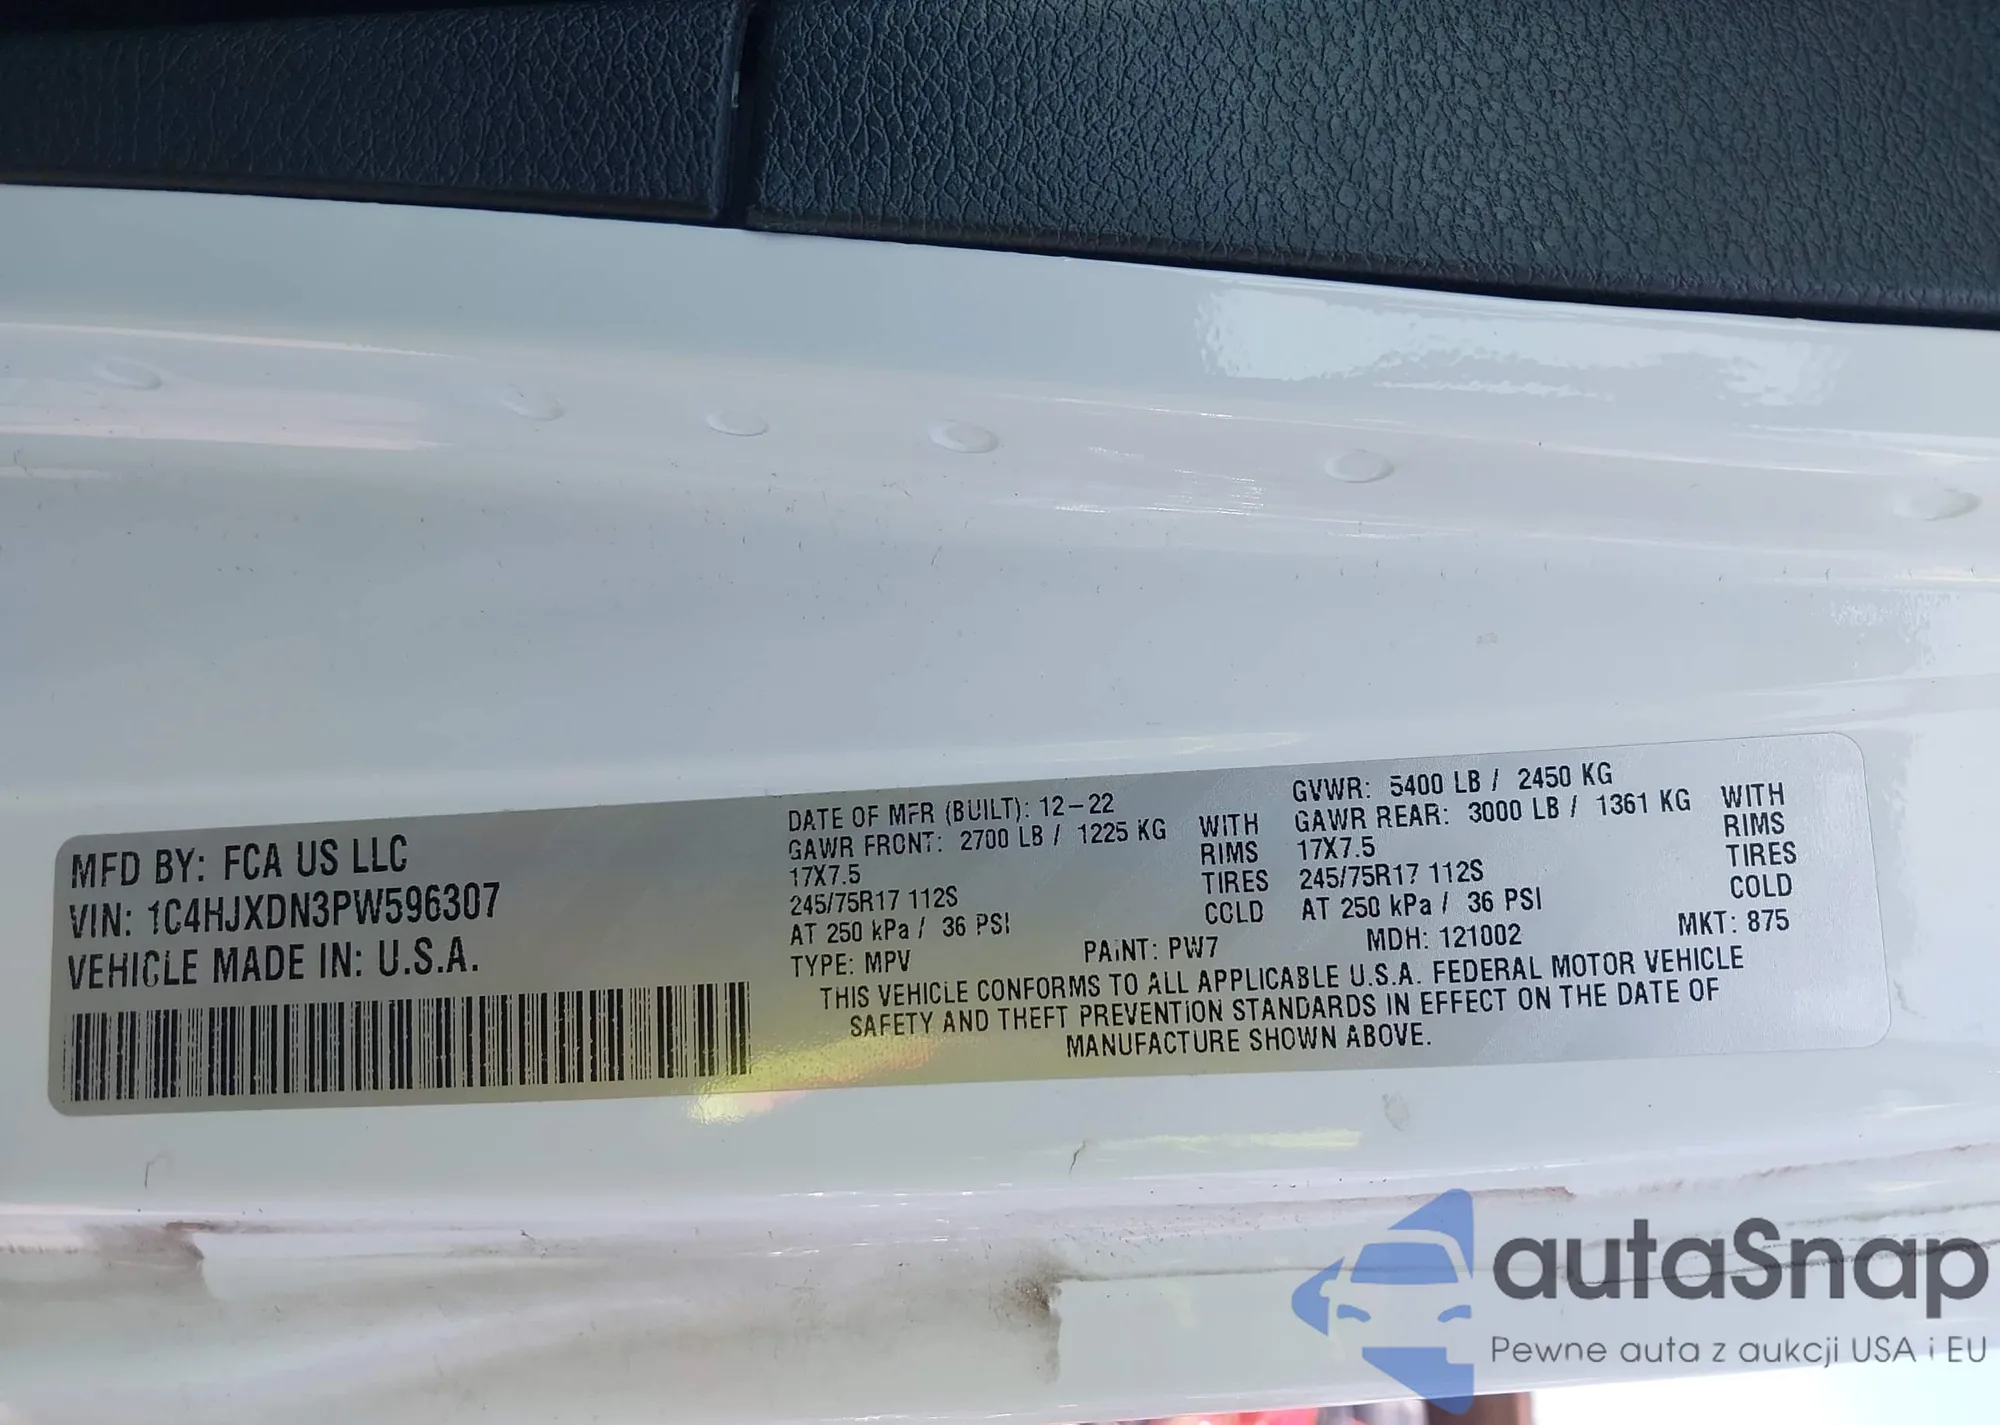 MFD BY: FCA US LLC
VIN: 1C4HJXDN3PW596307
VEHICLE MADE IN: U.S.A.
DATE OF MFR (BUILT): 12-22 GVWR: 5400 LB / 2450 KG
GAWR FRONT: 2700 LB / 1225 KG WITH GAWR REAR: 3000 LB / 1361 KG WITH
17X7.5 RIMS 17X7.5 RIMS
245/75R17 112S TIRES 245/75R17 112S TIRES
AT 250 kPa / 36 PSI COLD AT 250 kPa / 36 PSI COLD
TYPE: MPV PAINT: PW7 MDH: 121002 MKT: 875
THIS VEHICLE CONFORMS TO ALL APPLICABLE U.S.A. FEDERAL MOTOR VEHICLE
SAFETY AND THEFT PREVENTION STANDARDS IN EFFECT ON THE DATE OF
MANUFACTURE SHOWN ABOVE.
autaSnap
Pewne auta z aukcji USA i EU